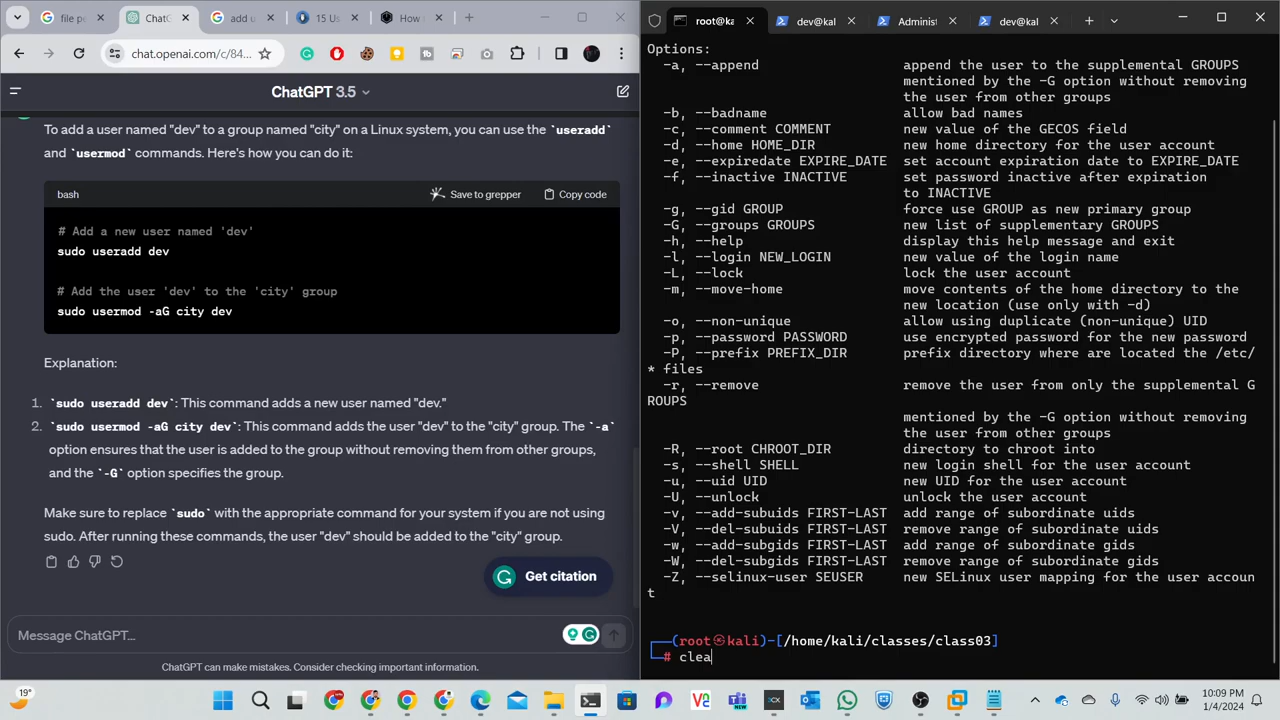 file pe
ChatG
add u
15 Us
How
root@ka
dev@kal
Administ
dev@kal
chat.openai.com/c/84...
ChatGPT 3.5
To add a user named "dev" to a group named "city" on a Linux system, you can use the `useradd`
and `usermod` commands. Here's how you can do it:
bash
Save to grepper
Copy code
# Add a new user named 'dev'
sudo useradd dev
# Add the user 'dev' to the 'city' group
sudo usermod -aG city dev
Explanation:
1. `sudo useradd dev`: This command adds a new user named "dev."
2. `sudo usermod -aG city dev`: This command adds the user "dev" to the "city" group. The `-a`
option ensures that the user is added to the group without removing them from other groups,
and the `-G` option specifies the group.
Make sure to replace `sudo` with the appropriate command for your system if you are not using
sudo. After running these commands, the user "dev" should be added to the "city" group.
Get citation
Message ChatGPT...
ChatGPT can make mistakes. Consider checking important information.
Options:
-a, --append append the user to the supplemental GROUPS
mentioned by the -G option without removing
the user from other groups
-b, --badname allow bad names
-c, --comment COMMENT new value of the GECOS field
-d, --home HOME_DIR new home directory for the user account
-e, --expiredate EXPIRE_DATE set account expiration date to EXPIRE_DATE
-f, --inactive INACTIVE set password inactive after expiration
to INACTIVE
-g, --gid GROUP force use GROUP as new primary group
-G, --groups GROUPS new list of supplementary GROUPS
-h, --help display this help message and exit
-l, --login NEW_LOGIN new value of the login name
-L, --lock lock the user account
-m, --move-home move contents of the home directory to the
new location (use only with -d)
-o, --non-unique allow using duplicate (non-unique) UID
-p, --password PASSWORD use encrypted password for the new password
-P, --prefix PREFIX_DIR prefix directory where are located the /etc/
* files
-r, --remove remove the user from only the supplemental G
ROUPS
mentioned by the -G option without removing
the user from other groups
-R, --root CHROOT_DIR directory to chroot into
-s, --shell SHELL new login shell for the user account
-u, --uid UID new UID for the user account
-U, --unlock unlock the user account
-v, --add-subuids FIRST-LAST add range of subordinate uids
-V, --del-subuids FIRST-LAST remove range of subordinate uids
-w, --add-subgids FIRST-LAST add range of subordinate gids
-W, --del-subgids FIRST-LAST remove range of subordinate gids
-Z, --selinux-user SEUSER new SELinux user mapping for the user accoun
t
(root㉿kali)-[/home/kali/classes/class03]
# clea
19°
10:09 PM
1/4/2024